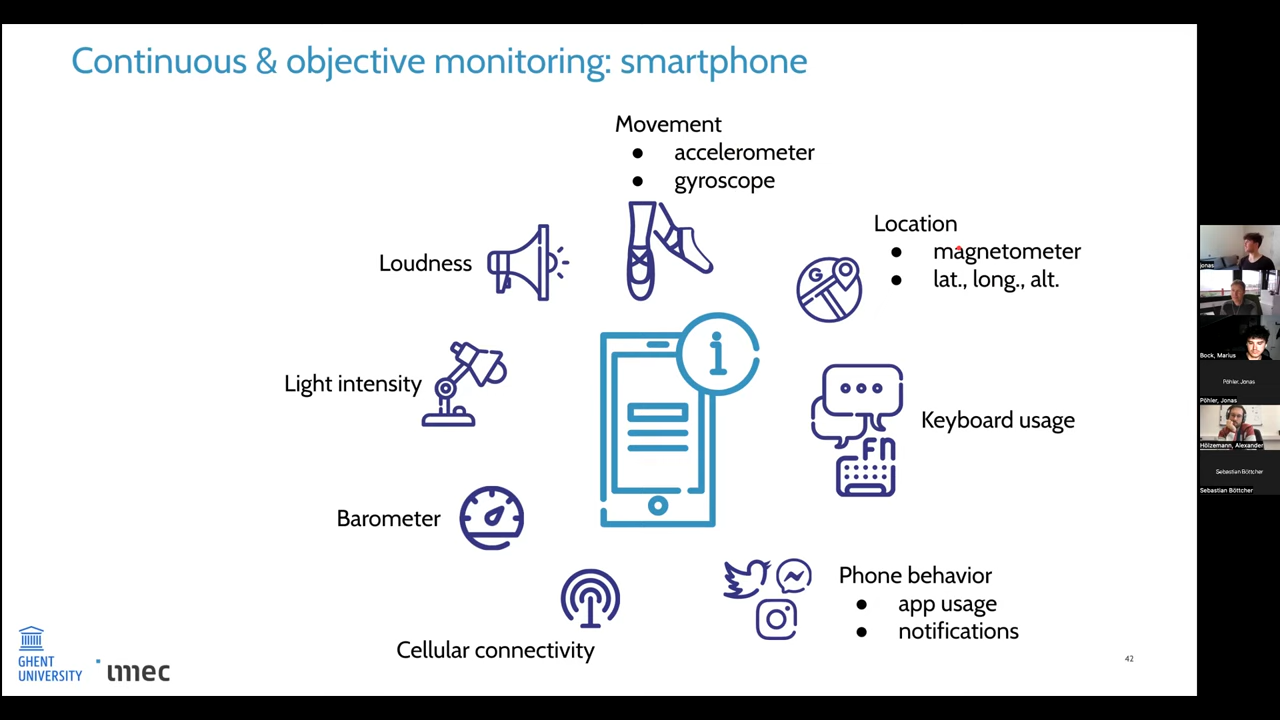 Continuous & objective monitoring: smartphone
Movement
● accelerometer
● gyroscope
Location
● magnetometer
● lat., long., alt.
Loudness
G
i
Light intensity
Keyboard usage
FN
Barometer
Phone behavior
● app usage
● notifications
Cellular connectivity
GHENT
UNIVERSITY
imec
42
jonas
Bock, Marius
Pöhler, Jonas
Pöhler, Jonas
Hölzemann, Alexander
Sebastian Böttcher
Sebastian Böttcher